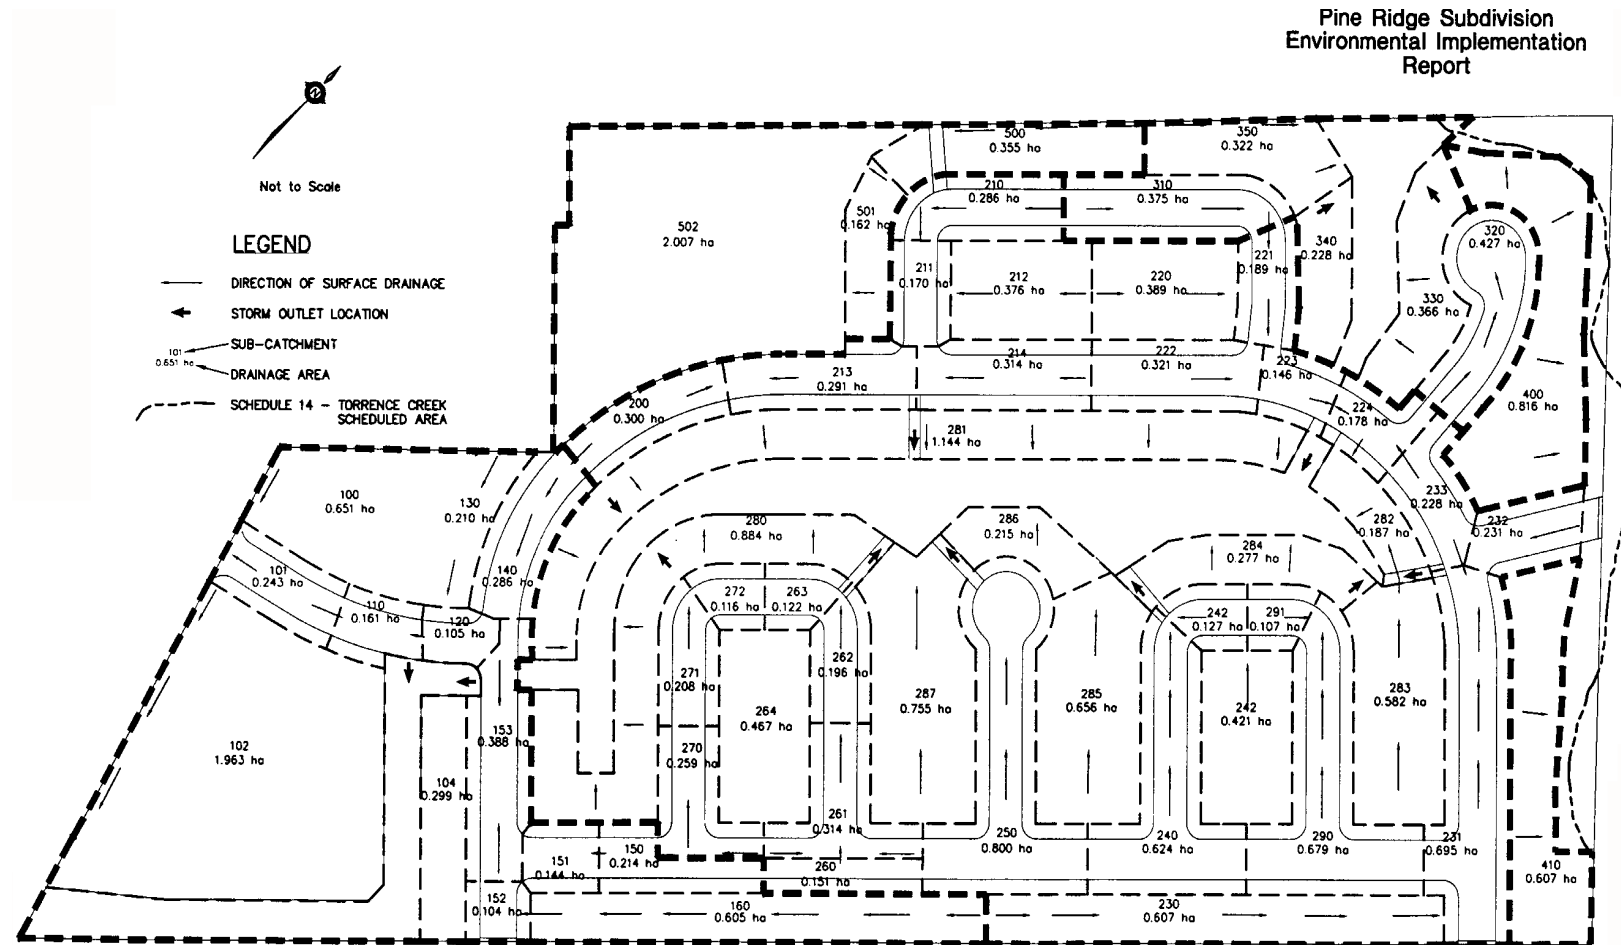 Pine Ridge Subdivision
Environmental Implementation
Report
N
Not to Scale
LEGEND
DIRECTION OF SURFACE DRAINAGE
STORM OUTLET LOCATION
SUB-CATCHMENT
101
0.651 ha
DRAINAGE AREA
SCHEDULE 14 - TORRENCE CREEK
SCHEDULED AREA
500
0.355 ha
350
0.322 ha
502
2.007 ha
501
0.162 ha
210
0.286 ha
310
0.375 ha
320
0.427 ha
340
0.228 ha
211
0.170 ha
212
0.376 ha
220
0.389 ha
221
0.189 ha
330
0.366 ha
213
0.291 ha
214
0.314 ha
222
0.321 ha
223
0.146 ha
200
0.300 ha
224
0.178 ha
400
0.816 ha
281
1.144 ha
100
0.651 ha
130
0.210 ha
233
0.228 ha
280
0.884 ha
286
0.215 ha
282
0.187 ha
232
0.231 ha
284
0.277 ha
101
0.243 ha
140
0.286 ha
110
0.161 ha
120
0.105 ha
272
0.116 ha
263
0.122 ha
242
0.127 ha
291
0.107 ha
271
0.208 ha
262
0.196 ha
287
0.755 ha
285
0.656 ha
283
0.582 ha
264
0.467 ha
242
0.421 ha
102
1.963 ha
153
0.388 ha
270
0.259 ha
104
0.299 ha
261
0.314 ha
250
0.800 ha
240
0.624 ha
290
0.679 ha
231
0.695 ha
151
0.144 ha
150
0.214 ha
260
0.151 ha
410
0.607 ha
152
0.104 ha
160
0.605 ha
230
0.607 ha